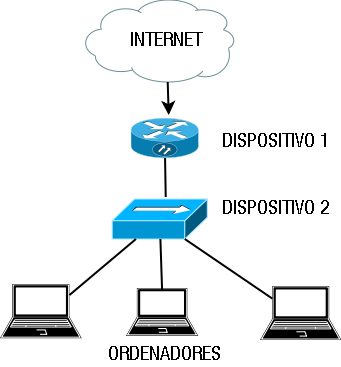 INTERNET
DISPOSITIVO 1
DISPOSITIVO 2
ORDENADORES